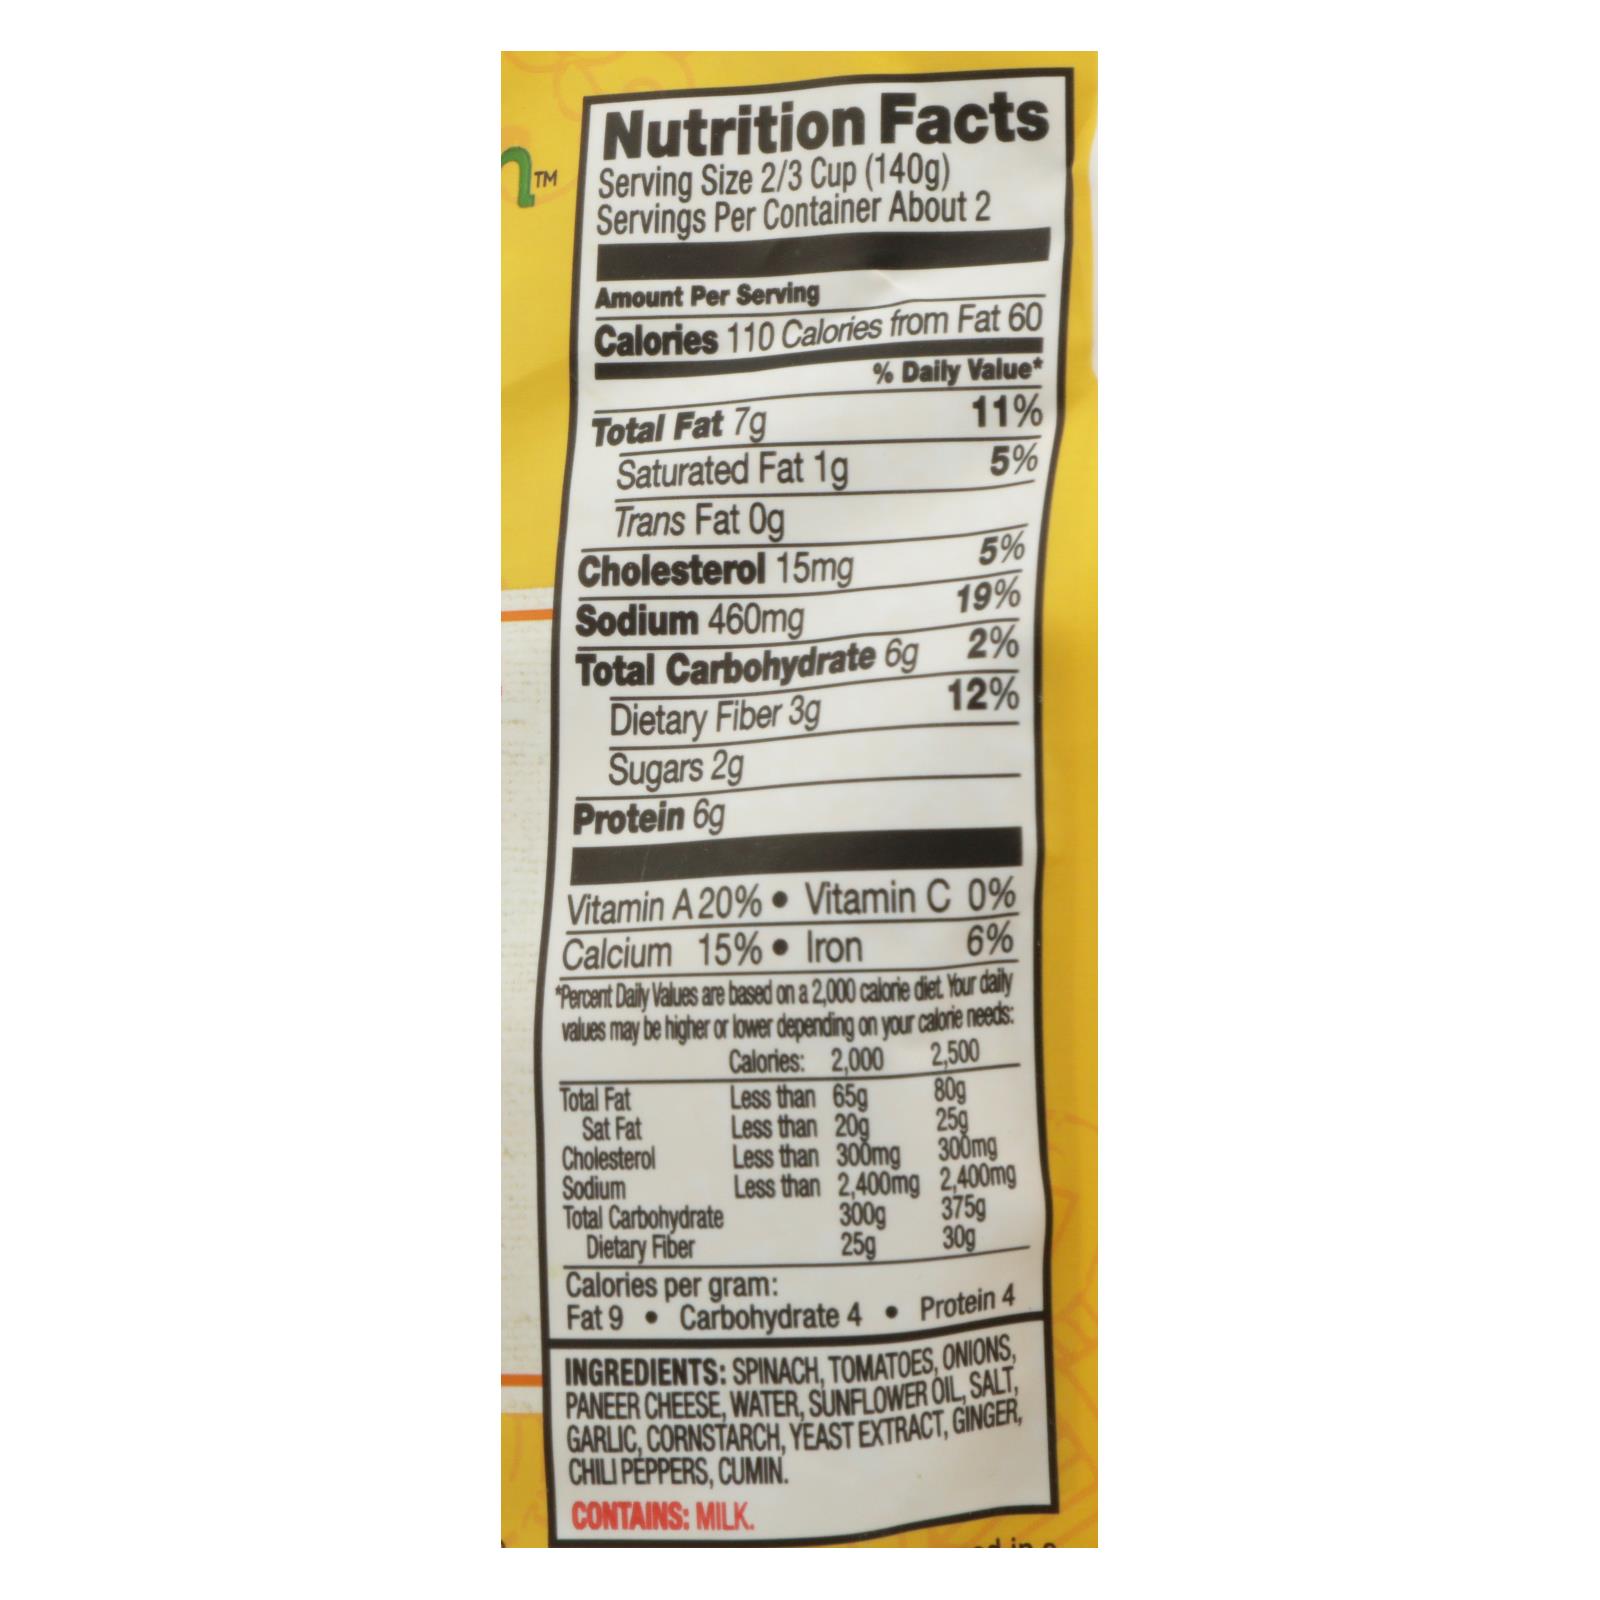 TM
Nutrition Facts
Serving Size 2/3 Cup (140g)
Servings Per Container About 2
Amount Per Serving
Calories 110 Calories from Fat 60
% Daily Value*
Total Fat 7g 11%
Saturated Fat 1g 5%
Trans Fat 0g
Cholesterol 15mg 5%
Sodium 460mg 19%
Total Carbohydrate 6g 2%
Dietary Fiber 3g 12%
Sugars 2g
Protein 6g
Vitamin A 20% • Vitamin C 0%
Calcium 15% • Iron 6%
*Percent Daily Values are based on a 2,000 calorie diet. Your daily
values may be higher or lower depending on your calorie needs:
Calories: 2,000 2,500
Total Fat Less than 65g 80g
Sat Fat Less than 20g 25g
Cholesterol Less than 300mg 300mg
Sodium Less than 2,400mg 2,400mg
Total Carbohydrate 300g 375g
Dietary Fiber 25g 30g
Calories per gram:
Fat 9 • Carbohydrate 4 • Protein 4
INGREDIENTS: SPINACH, TOMATOES, ONIONS,
PANEER CHEESE, WATER, SUNFLOWER OIL, SALT,
GARLIC, CORNSTARCH, YEAST EXTRACT, GINGER,
CHILI PEPPERS, CUMIN.
CONTAINS: MILK.